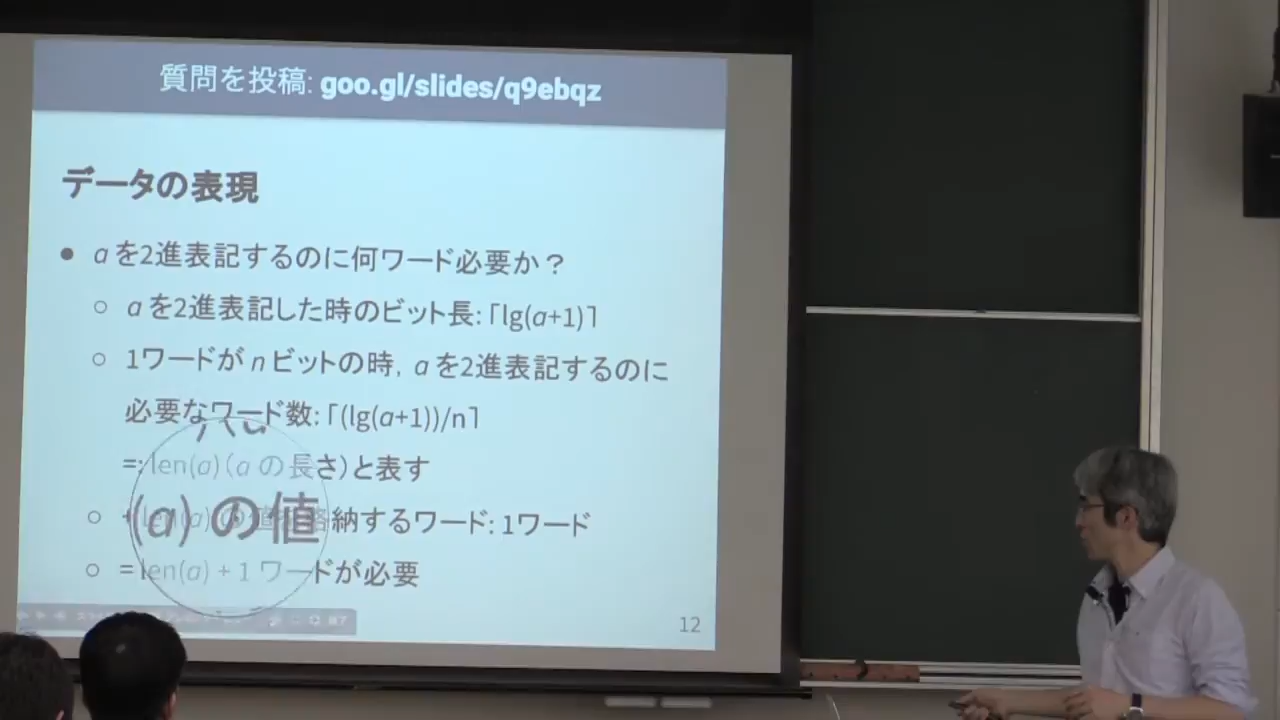 質問を投稿: goo.gl/slides/q9ebqz
データの表現
● a を2進表記するのに何ワード必要か？
○ a を2進表記した時のビット長:⌈lg(a+1)⌉
○ 1ワードが n ビットの時, a を2進表記するのに
必要なワード数:⌈(lg(a+1))/n⌉
=: len(a)（a の長さ）と表す
(a) の値
格納するワード: 1ワード
○ = len(a) + 1 ワードが必要
12